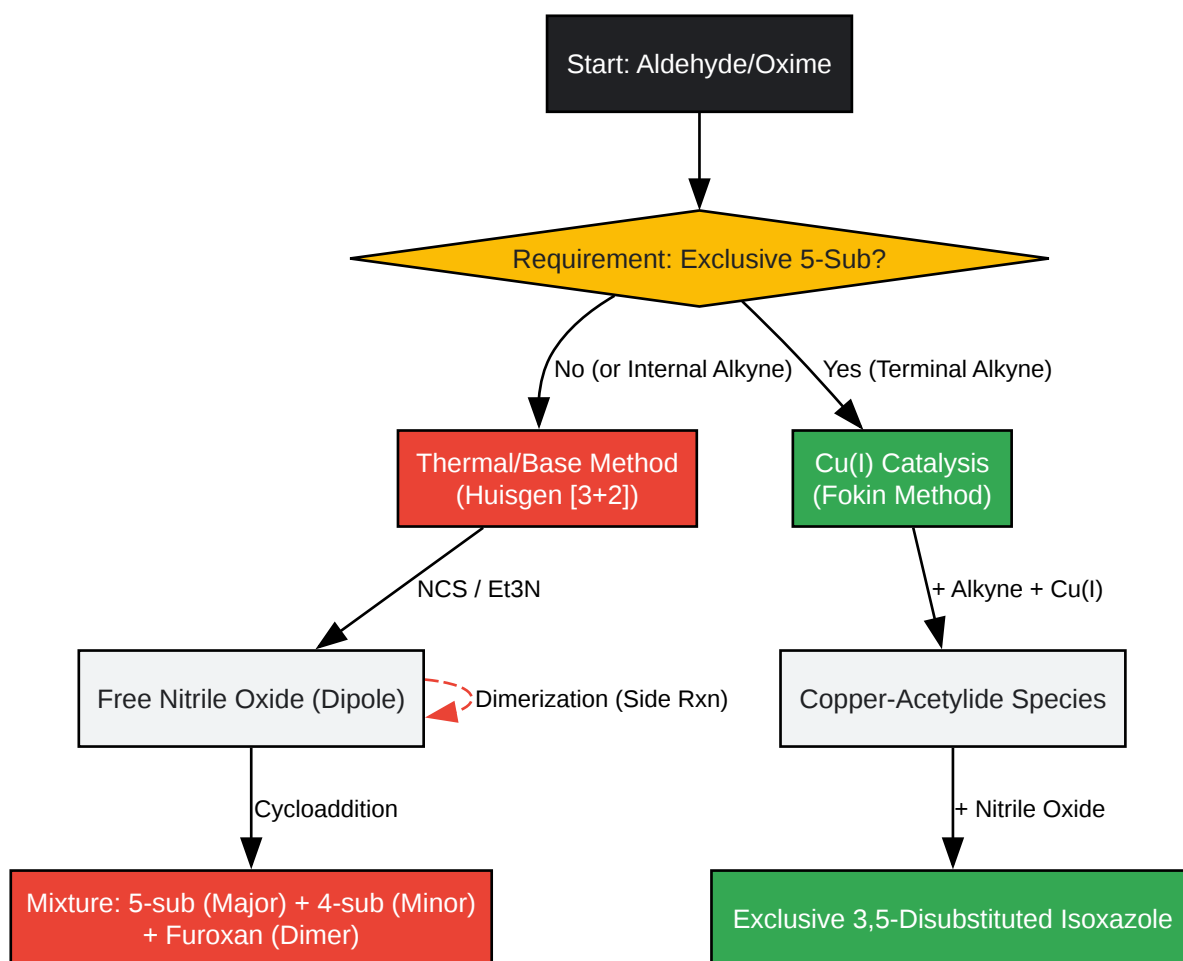 Start: Aldehyde/Oxime
Requirement: Exclusive 5-Sub?
No (or Internal Alkyne)
Yes (Terminal Alkyne)
Thermal/Base Method
(Huisgen [3+2])
Cu(I) Catalysis
(Fokin Method)
NCS / Et3N
+ Alkyne + Cu(I)
Free Nitrile Oxide (Dipole)
Dimerization (Side Rxn)
Copper-Acetylide Species
Cycloaddition
+ Nitrile Oxide
Mixture: 5-sub (Major) + 4-sub (Minor)
+ Furoxan (Dimer)
Exclusive 3,5-Disubstituted Isoxazole